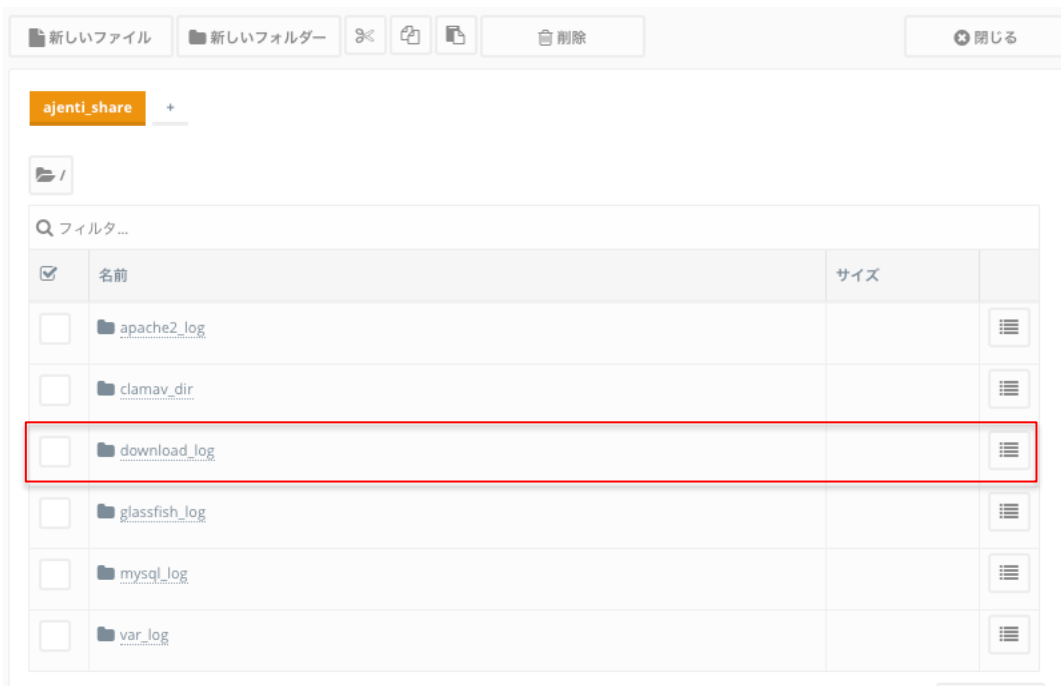 新しいファイル 新しいフォルダー 削除 閉じる
ajenti_share +
/
フィルタ...
名前 サイズ
apache2_log
clamav_dir
download_log
glassfish_log
mysql_log
var_log